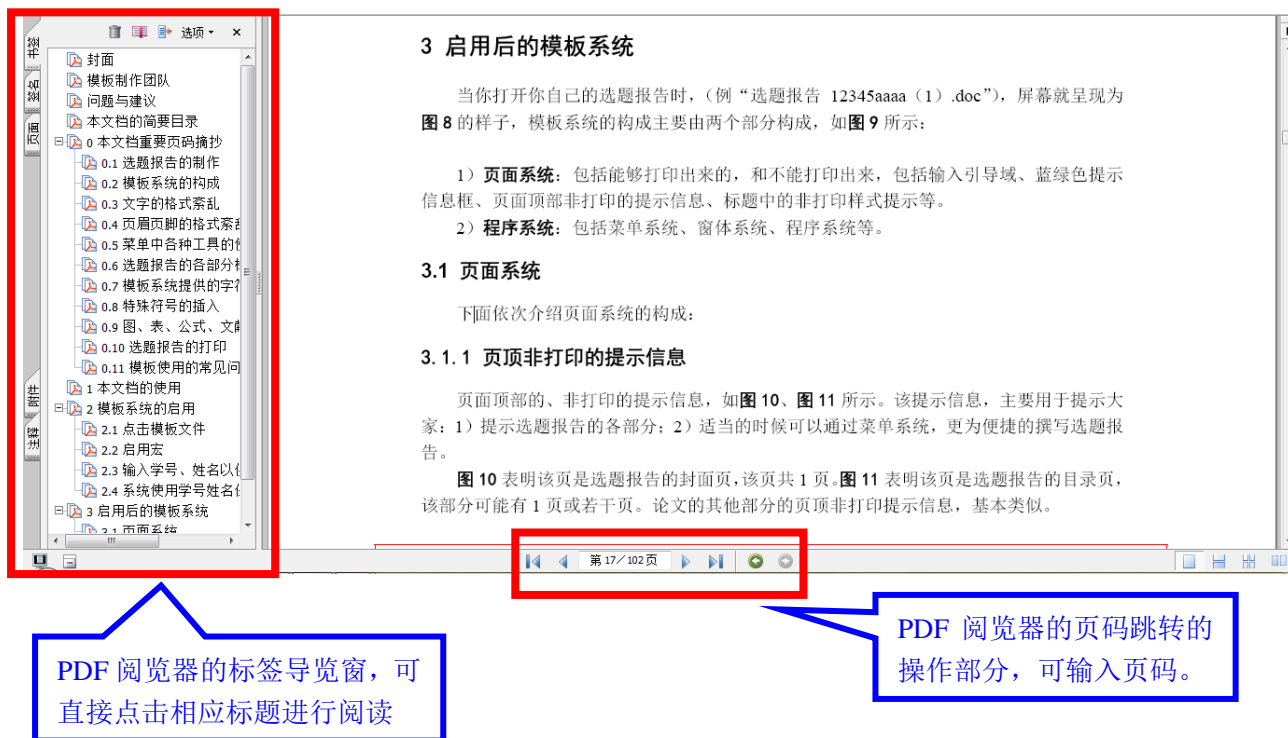 选项
书签
签名
页面
附件
注释
封面
模板制作团队
问题与建议
本文档的简要目录
0 本文档重要页码摘抄
0.1 选题报告的制作
0.2 模板系统的构成
0.3 文字的格式紊乱
0.4 页眉页脚的格式紊
0.5 菜单中各种工具的
0.6 选题报告的各部分
0.7 模板系统提供的字
0.8 特殊符号的插入
0.9 图、表、公式、文
0.10 选题报告的打印
0.11 模板使用的常见问
1 本文档的使用
2 模板系统的启用
2.1 点击模板文件
2.2 启用宏
2.3 输入学号、姓名以
2.4 系统使用学号姓名
3 启用后的模板系统
3.1 页面系统
3 启用后的模板系统
当你打开你自己的选题报告时，（例“选题报告 12345aaaa（1）.doc”），屏幕就呈现为
图 8 的样子，模板系统的构成主要由两个部分构成，如图 9 所示：
1）页面系统：包括能够打印出来的，和不能打印出来，包括输入引导域、蓝绿色提示
信息框、页面顶部非打印的提示信息、标题中的非打印样式提示等。
2）程序系统：包括菜单系统、窗体系统、程序系统等。
3.1 页面系统
下面依次介绍页面系统的构成：
3.1.1 页顶非打印的提示信息
页面顶部的、非打印的提示信息，如图 10、图 11 所示。该提示信息，主要用于提示大
家：1）提示选题报告的各部分；2）适当的时候可以通过菜单系统，更为便捷的撰写选题报
告。
图 10 表明该页是选题报告的封面页，该页共 1 页。图 11 表明该页是选题报告的目录页，
该部分可能有 1 页或若干页。论文的其他部分的页顶非打印提示信息，基本类似。
第 17/102 页
PDF 阅览器的标签导览窗，可
直接点击相应标题进行阅读
PDF 阅览器的页码跳转的
操作部分，可输入页码。